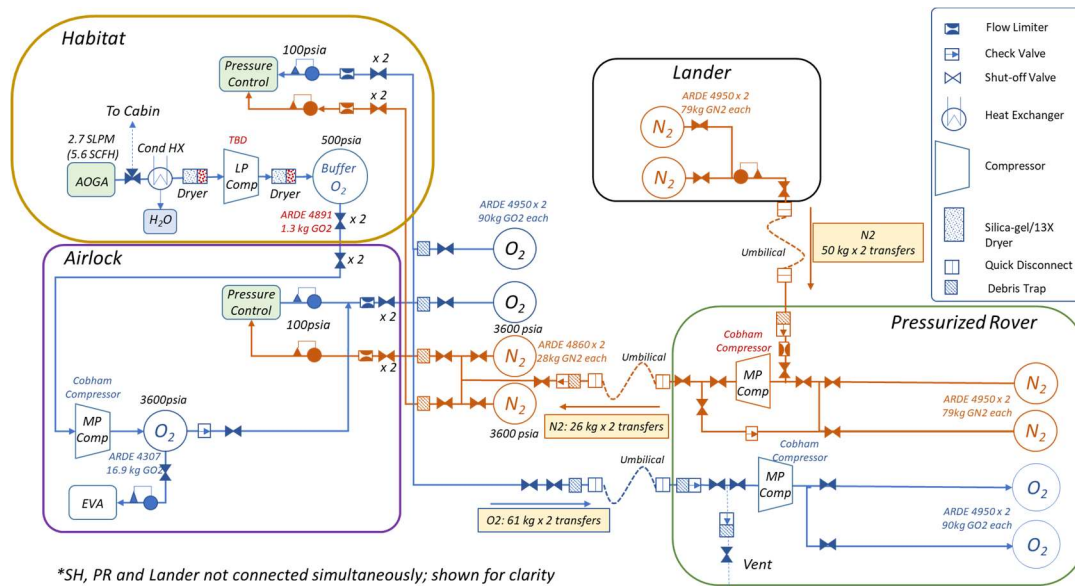 Habitat
100psia
x 2
Pressure
Control
x 2
To Cabin
2.7 SLPM
(5.6 SCFH)
Cond HX
TBD
500psia
AOGA
LP
Comp
Buffer
O2
Dryer
Dryer
H2O
ARDE 4891
1.3 kg GO2
x 2
Airlock
x 2
Pressure
Control
x 2
100psia
x 2
Cobham
Compressor
3600psia
MP
Comp
O2
ARDE 4307
16.9 kg GO2
EVA
ARDE 4950 x 2
90kg GO2 each
O2
O2
3600 psia
N2
ARDE 4860 x 2
28kg GN2 each
N2
3600 psia
Umbilical
N2: 26 kg x 2 transfers
Umbilical
O2: 61 kg x 2 transfers
Lander
ARDE 4950 x 2
79kg GN2 each
N2
N2
Umbilical
N2
50 kg x 2 transfers
Pressurized Rover
Cobham
Compressor
MP
Comp
N2
ARDE 4950 x 2
79kg GN2 each
N2
Cobham
Compressor
MP
Comp
O2
ARDE 4950 x 2
90kg GO2 each
O2
Vent
Flow Limiter
Check Valve
Shut-off Valve
Heat Exchanger
Compressor
Silica-gel/13X
Dryer
Quick Disconnect
Debris Trap
*SH, PR and Lander not connected simultaneously; shown for clarity